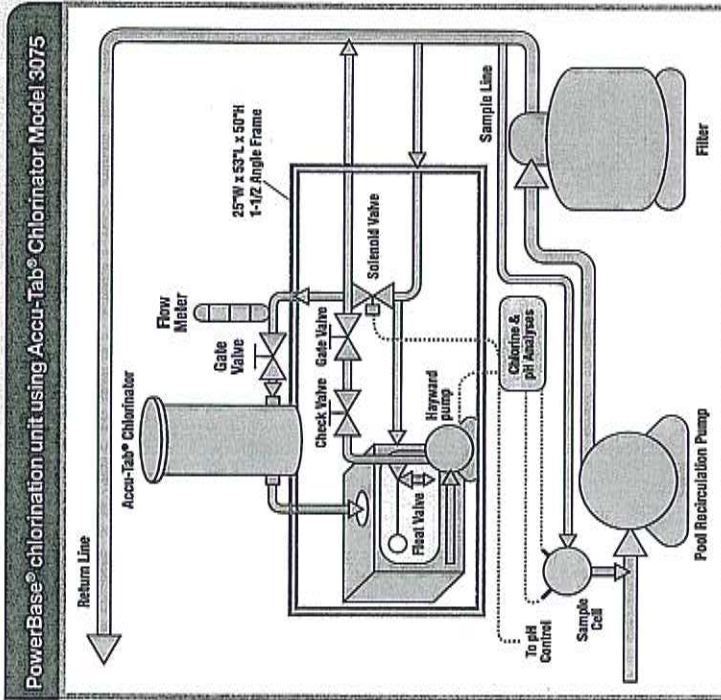 PowerBase® chlorination unit using Accu-Tab® Chlorinator Model 3075
Return Line
Accu-Tab® Chlorinator
Flow
Meter
Gate
Valve
25"W x 53"L x 50"H
1-1/2 Angle Frame
Check Valve
Gate Valve
Solenoid Valve
Float Valve
Hayward
pump
Chlorine &
pH Analyses
Sample Line
To pH
Control
Sample
Cell
Pool Recirculation Pump
Filter